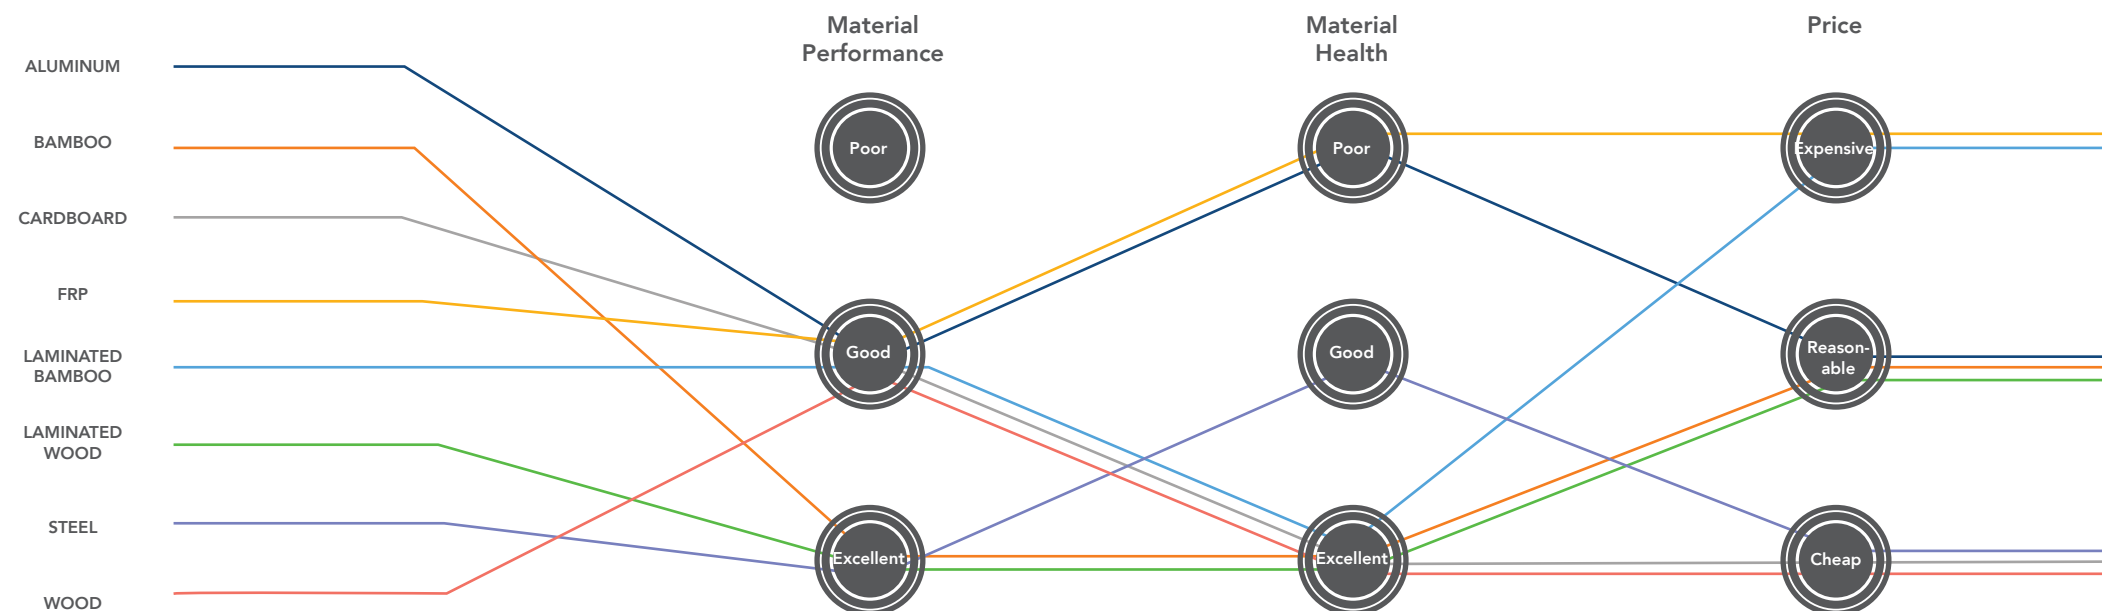 Material
Performance
Material
Health
Price
ALUMINUM
BAMBOO
CARDBOARD
FRP
LAMINATED
BAMBOO
LAMINATED
WOOD
STEEL
WOOD
Poor
Good
Excellent
Poor
Good
Excellent
Expensive
Reason-
able
Cheap